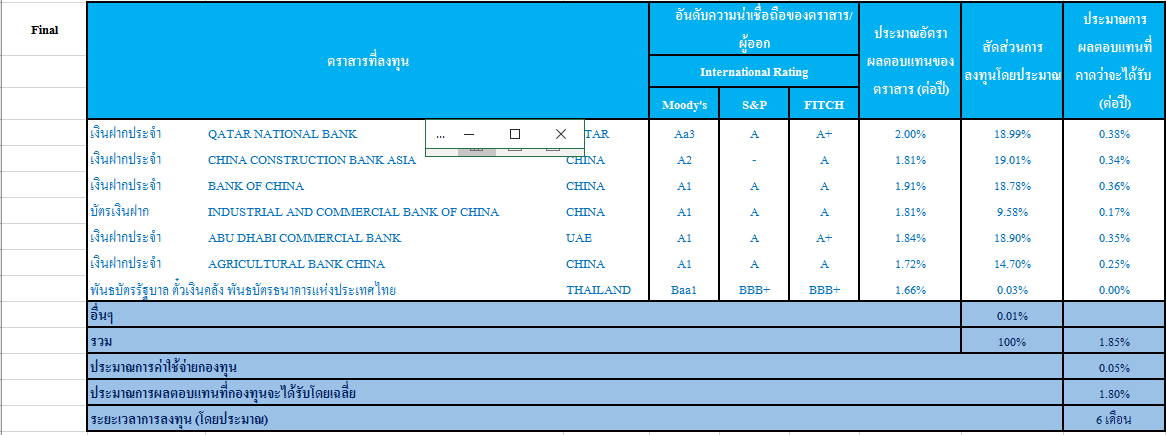 Final
ตราสารที่ลงทุน
อันดับความน่าเชื่อถือของตราสาร/
ผู้ออก
International Rating
Moody's S&P FITCH
ประมาณอัตรา
ผลตอบแทนของ
ตราสาร (ต่อปี)
สัดส่วนการ
ลงทุนโดยประมาณ
ประมาณการ
ผลตอบแทนที่
คาดว่าจะได้รับ
(ต่อปี)
เงินฝากประจำ QATAR NATIONAL BANK TAR Aa3 A A+ 2.00% 18.99% 0.38%
...
เงินฝากประจำ CHINA CONSTRUCTION BANK ASIA CHINA A2 - A 1.81% 19.01% 0.34%
เงินฝากประจำ BANK OF CHINA CHINA A1 A A 1.91% 18.78% 0.36%
บัตรเงินฝาก INDUSTRIAL AND COMMERCIAL BANK OF CHINA CHINA A1 A A 1.81% 9.58% 0.17%
เงินฝากประจำ ABU DHABI COMMERCIAL BANK UAE A1 A A+ 1.84% 18.90% 0.35%
เงินฝากประจำ AGRICULTURAL BANK CHINA CHINA A1 A A 1.72% 14.70% 0.25%
พันธบัตรรัฐบาล ตั๋วเงินคลัง พันธบัตรธนาคารแห่งประเทศไทย THAILAND Baa1 BBB+ BBB+ 1.66% 0.03% 0.00%
อื่นๆ 0.01%
รวม 100% 1.85%
ประมาณการค่าใช้จ่ายกองทุน 0.05%
ประมาณการผลตอบแทนที่กองทุนจะได้รับโดยเฉลี่ย 1.80%
ระยะเวลาการลงทุน (โดยประมาณ) 6 เดือน